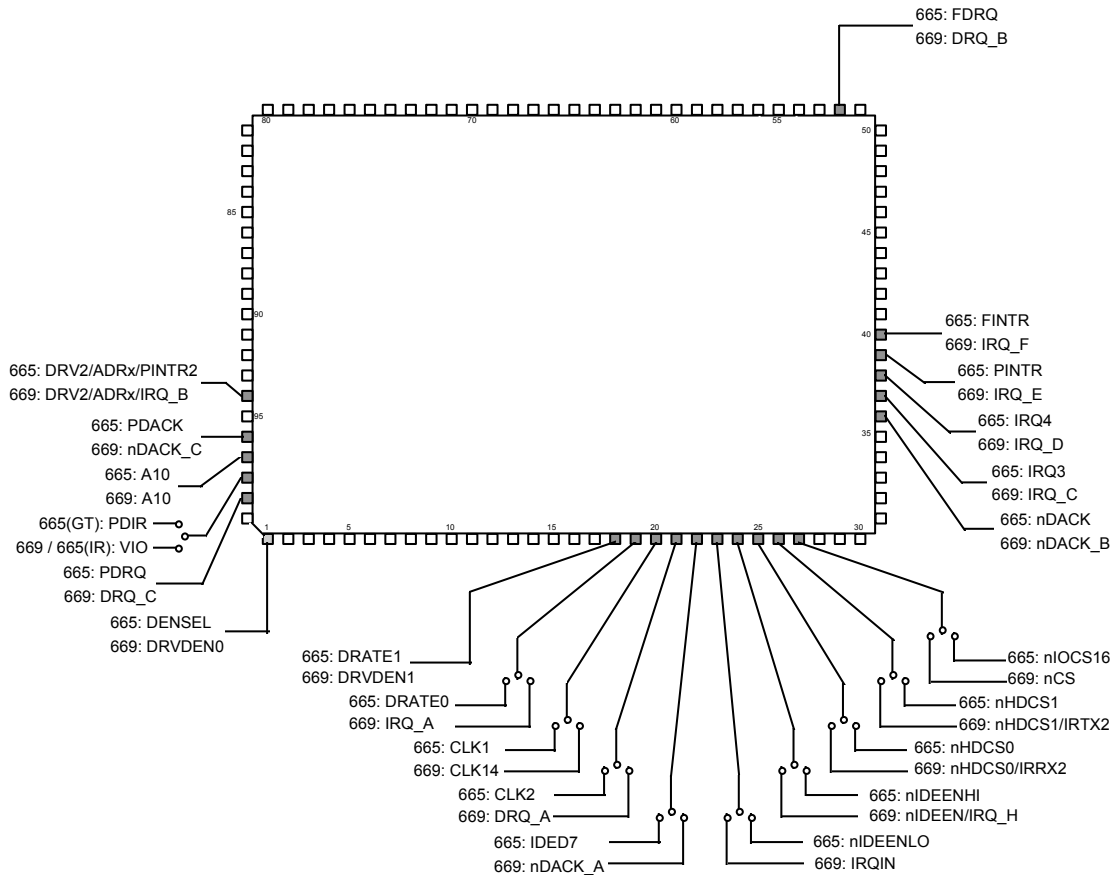 665: FDRQ
669: DRQ_B
80
70
60
55
50
85
45
90
40
95
35
1
5
10
15
20
25
30
665: FINTR
669: IRQ_F
665: PINTR
669: IRQ_E
665: IRQ4
669: IRQ_D
665: IRQ3
669: IRQ_C
665: nDACK
669: nDACK_B
665: DRV2/ADRx/PINTR2
669: DRV2/ADRx/IRQ_B
665: PDACK
669: nDACK_C
665: A10
669: A10
665(GT): PDIR
669 / 665(IR): VIO
665: PDRQ
669: DRQ_C
665: DENSEL
669: DRVDEN0
665: DRATE1
669: DRVDEN1
665: DRATE0
669: IRQ_A
665: CLK1
669: CLK14
665: CLK2
669: DRQ_A
665: IDED7
669: nDACK_A
665: nIOCS16
669: nCS
665: nHDCS1
669: nHDCS1/IRTX2
665: nHDCS0
669: nHDCS0/IRRX2
665: nIDEENHI
669: nIDEEN/IRQ_H
665: nIDEENLO
669: IRQIN